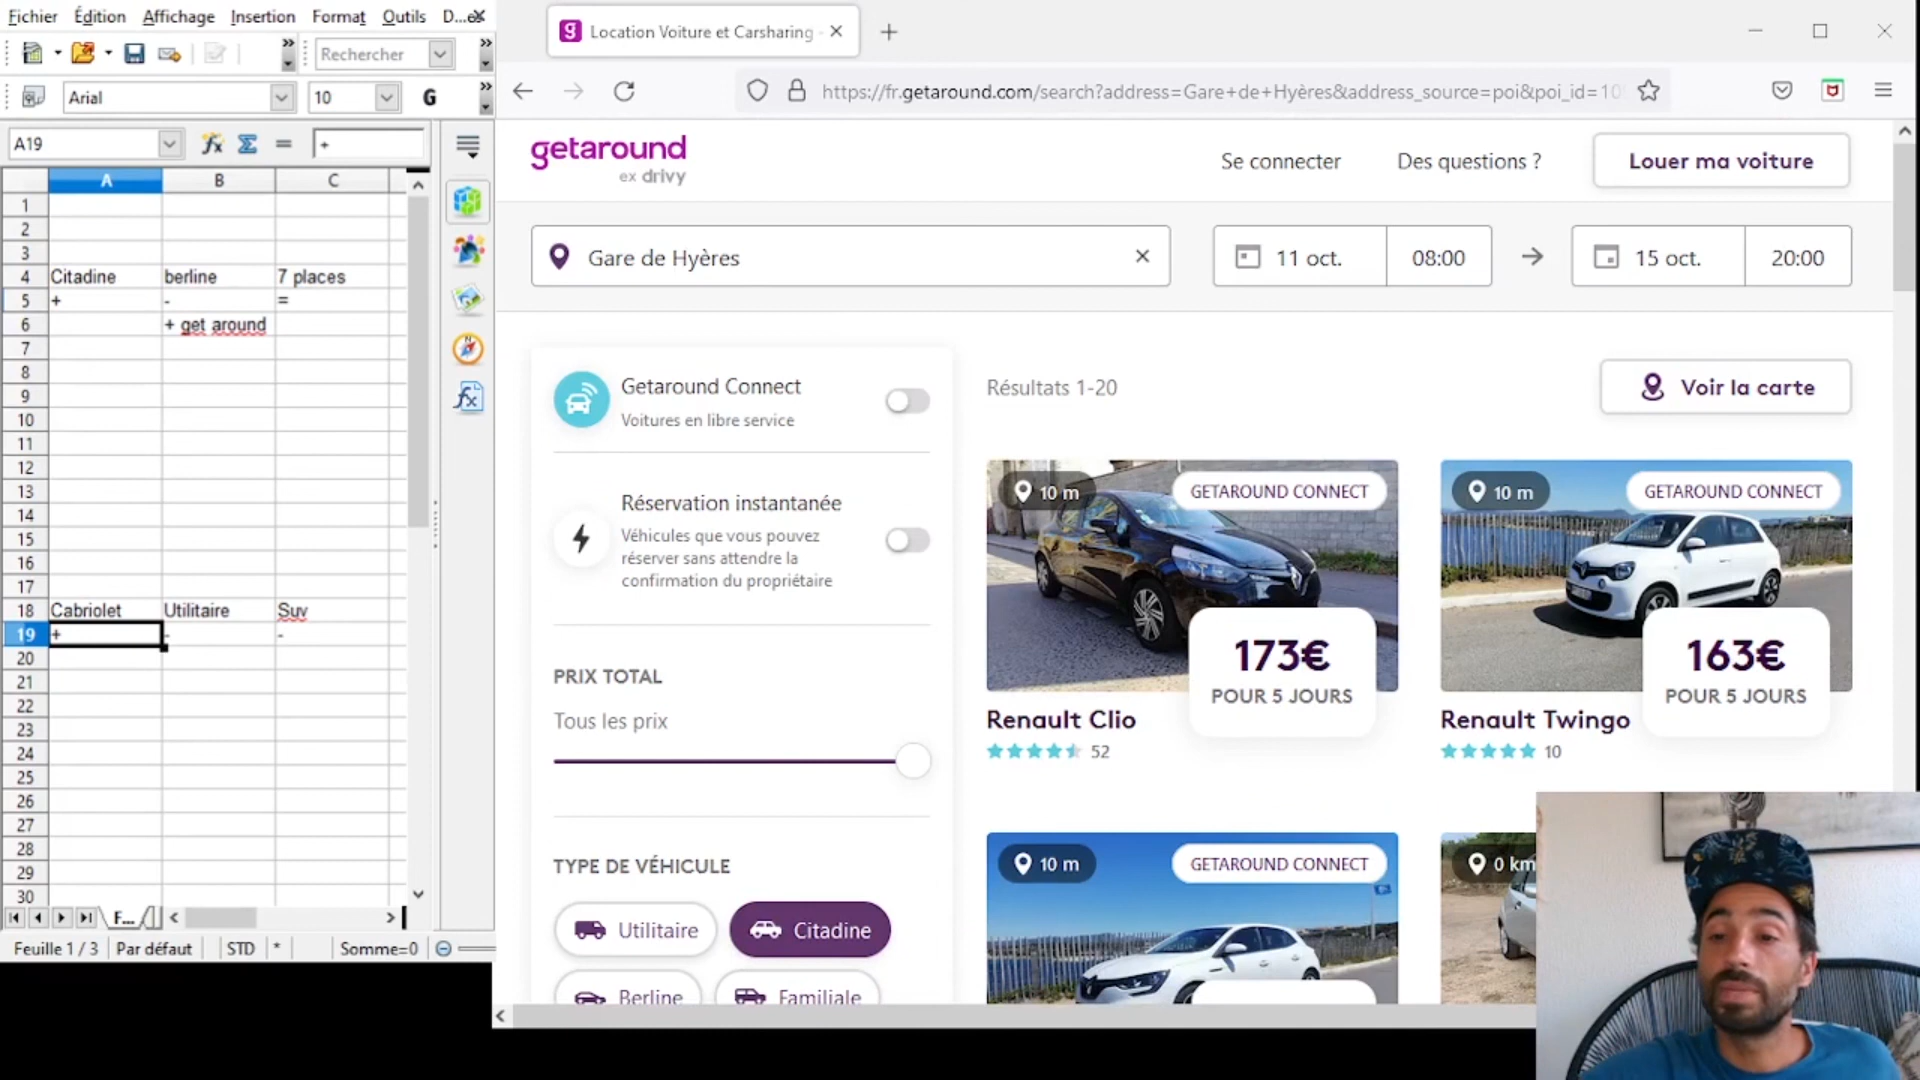 Fichier Édition Affichage Insertion Format Outils
Rechercher
Arial 10 G
A19 +
A B C
1
2
3
4 Citadine berline 7 places
5 + - =
6 + get around
7
8
9
10
11
12
13
14
15
16
17
18 Cabriolet Utilitaire Suv
19 + - -
20
21
22
23
24
25
26
27
28
29
30
F...
Feuille 1 / 3 Par défaut STD * Somme=0
Location Voiture et Carsharing -
https://fr.getaround.com/search?address=Gare+de+Hyères&address_source=poi&poi_id=10
getaround
ex drivy
Se connecter Des questions ? Louer ma voiture
Gare de Hyères 11 oct. 08:00 15 oct. 20:00
Getaround Connect
Voitures en libre service
Réservation instantanée
Véhicules que vous pouvez
réserver sans attendre la
confirmation du propriétaire
PRIX TOTAL
Tous les prix
TYPE DE VÉHICULE
Utilitaire Citadine
Berline Familiale
Résultats 1-20 Voir la carte
10 m GETAROUND CONNECT
173€
POUR 5 JOURS
Renault Clio
52
10 m GETAROUND CONNECT
163€
POUR 5 JOURS
Renault Twingo
10
10 m GETAROUND CONNECT
0 km